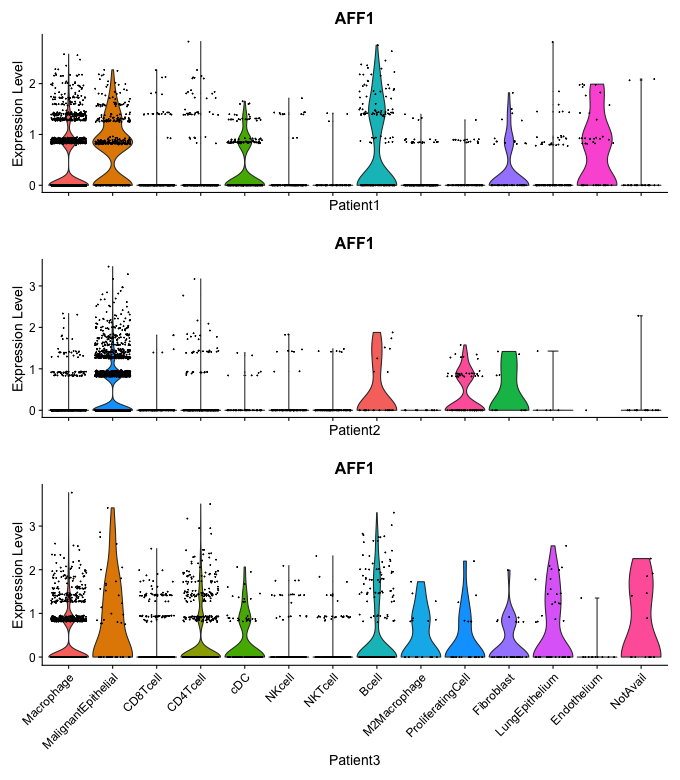 AFF1
Expression Level
2
1
0
Patient1
AFF1
Expression Level
3
2
1
0
Patient2
AFF1
Expression Level
3
2
1
0
Macrophage
MalignantEpithelial
CD8Tcell
CD4Tcell
cDC
NKcell
NKTcell
Bcell
M2Macrophage
ProliferatingCell
Fibroblast
LungEpithelium
Endothelium
NotAvail
Patient3